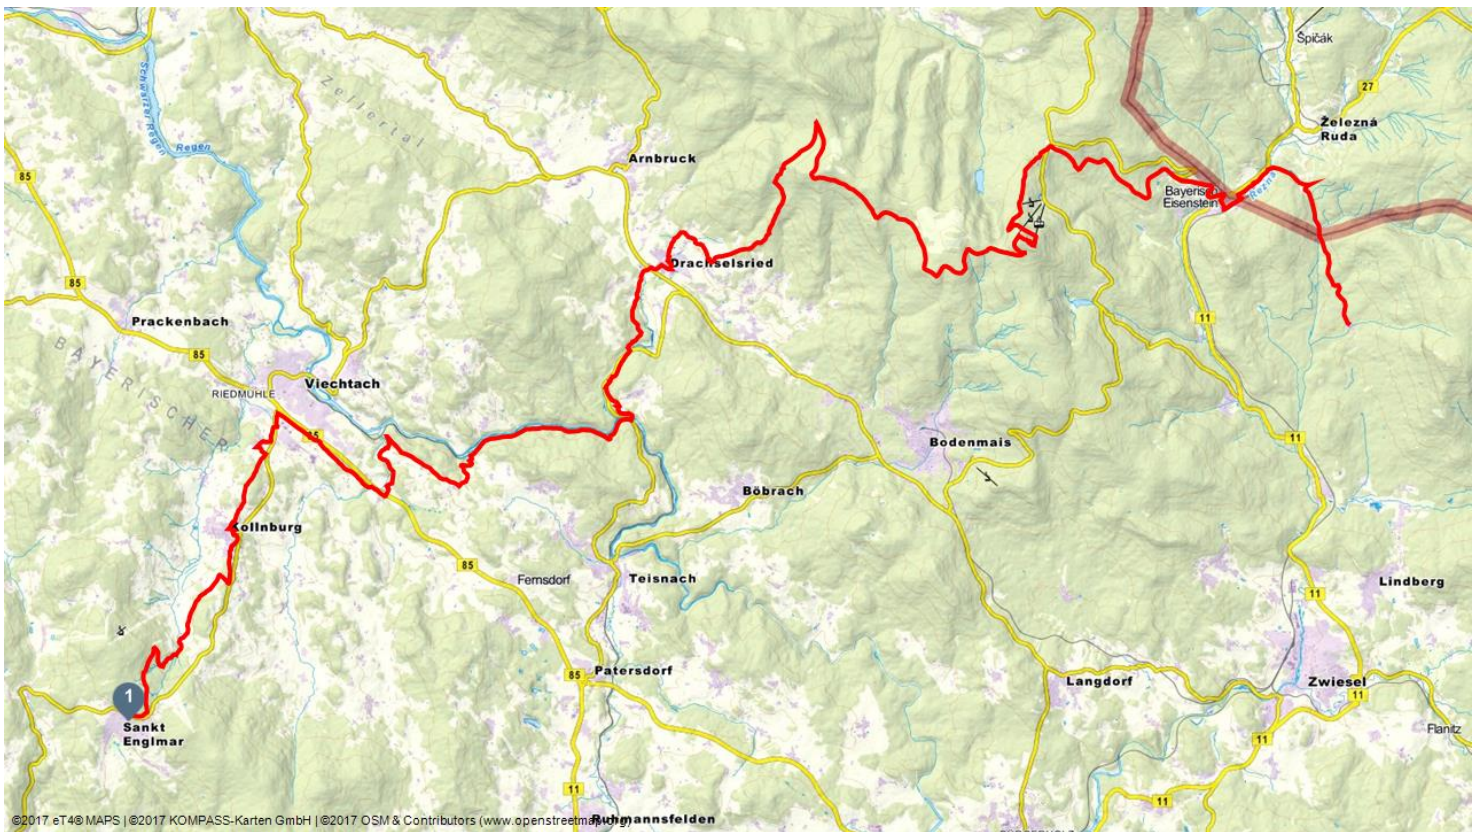 Špičák
27
Železná
Ruda
Schwarzer Regen
Regen
Zellertal
Arnbruck
85
Bayerisch
Eisenstein
Řezná
Drachselsried
85
Prackenbach
11
85
Viechtach
RIEDMÜHLE
BAYERISCHER
85
11
Bodenmais
Böbrach
Kollnburg
85
Fernsdorf
Teisnach
Lindberg
11
Patersdorf
85
Langdorf
Zwiesel
11
1
Sankt
Englmar
Flanitz
11
11
11
Ruhmannsfelden
©2017 eT4® MAPS | ©2017 KOMPASS-Karten GmbH | ©2017 OSM & Contributors (www.openstreetmap.org)